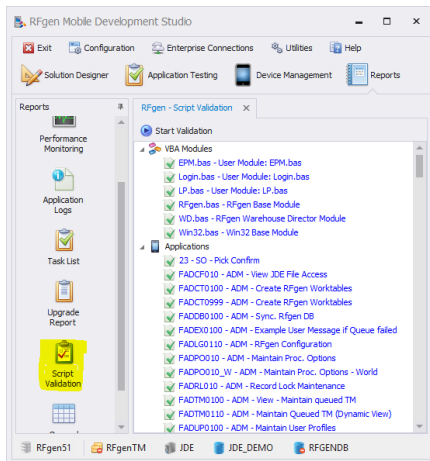 RFgen Mobile Development Studio
Exit Configuration Enterprise Connections Utilities Help
Solution Designer Application Testing Device Management Reports
Reports
Performance
Monitoring
Application
Logs
Task List
Upgrade
Report
Script
Validation
RFgen - Script Validation
Start Validation
VBA Modules
EPM.bas - User Module: EPM.bas
Login.bas - User Module: Login.bas
LP.bas - User Module: LP.bas
RFgen.bas - RFgen Base Module
WD.bas - RFgen Warehouse Director Module
Win32.bas - Win32 Base Module
Applications
23 - SO - Pick Confirm
FADCF010 - ADM - View JDE File Access
FADCT0100 - ADM - Create RFgen Worktables
FADCT0999 - ADM - Create RFgen Worktables
FADDB0100 - ADM - Sync. Rfgen DB
FADEX0100 - ADM - Example User Message if Queue failed
FADLG0110 - ADM - RFgen Configuration
FADPO010 - ADM - Maintain Proc. Options
FADPO010_W - ADM - Maintain Proc. Options - World
FADRL010 - ADM - Record Lock Maintenance
FADTM0100 - ADM - View - Maintain queued TM
FADTM0110 - ADM - Maintain Queued TM (Dynamic View)
FADUP0100 - ADM - Maintain User Profiles
RFgen51 RFgenTM JDE JDE_DEMO RFGENDB